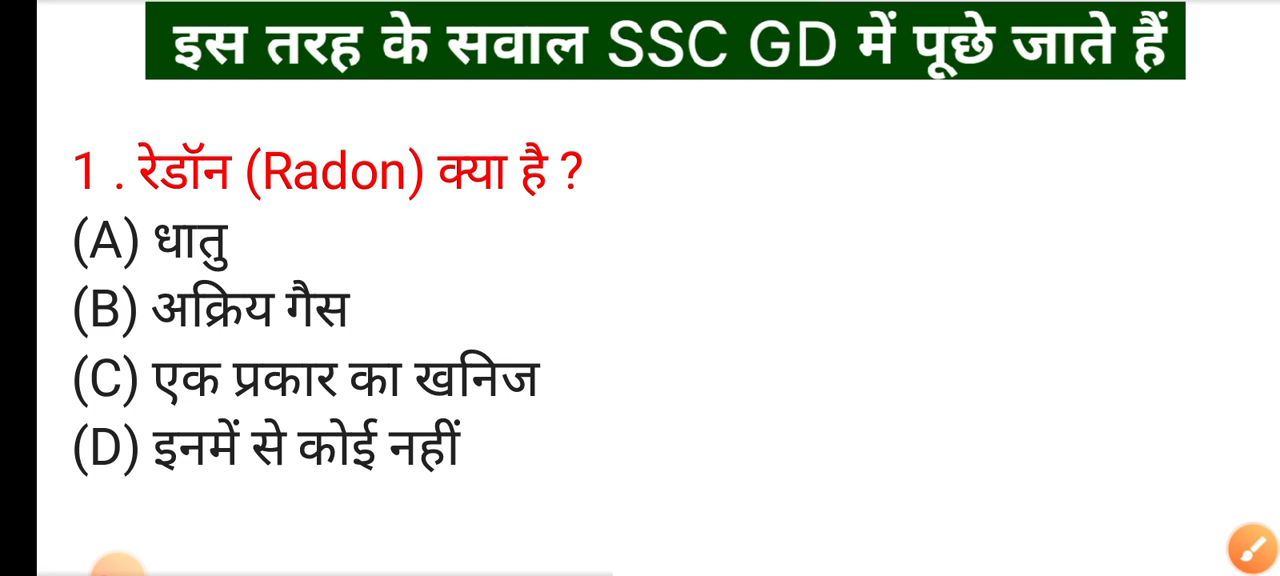 इस तरह के सवाल SSC GD में पूछे जाते हैं
1 . रेडॉन (Radon) क्या है ?
(A) धातु
(B) अक्रिय गैस
(C) एक प्रकार का खनिज
(D) इनमें से कोई नहीं